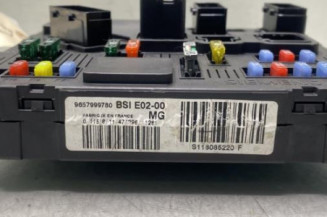 9657999780 BSI E02-00
FABRIQUE EN FRANCE MG
S118085220 F